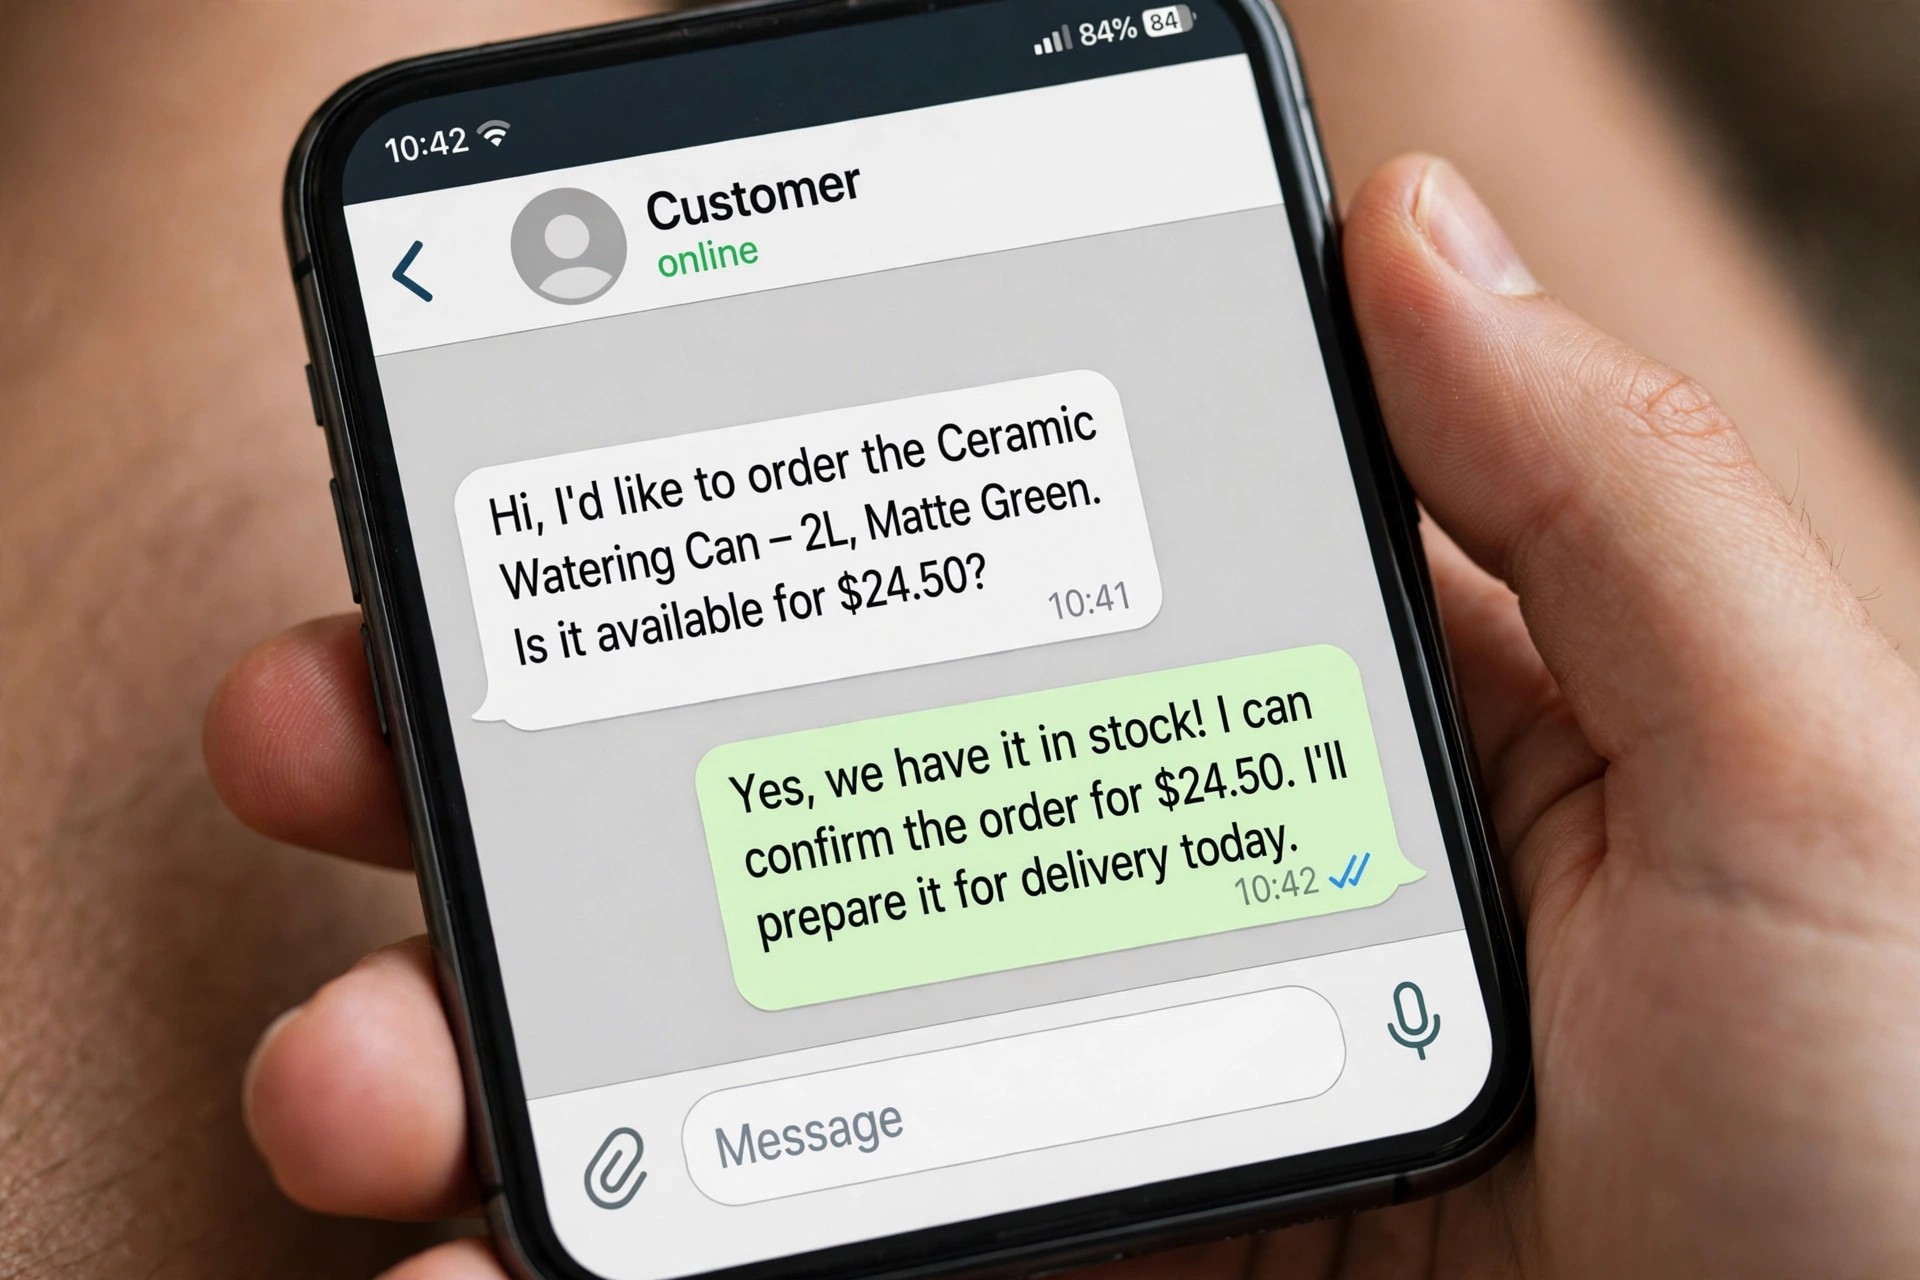 84% 84
10:42
Customer
online
Hi, I'd like to order the Ceramic
Watering Can – 2L, Matte Green.
Is it available for $24.50?
10:41
Yes, we have it in stock! I can
confirm the order for $24.50. I'll
prepare it for delivery today.
10:42
Message